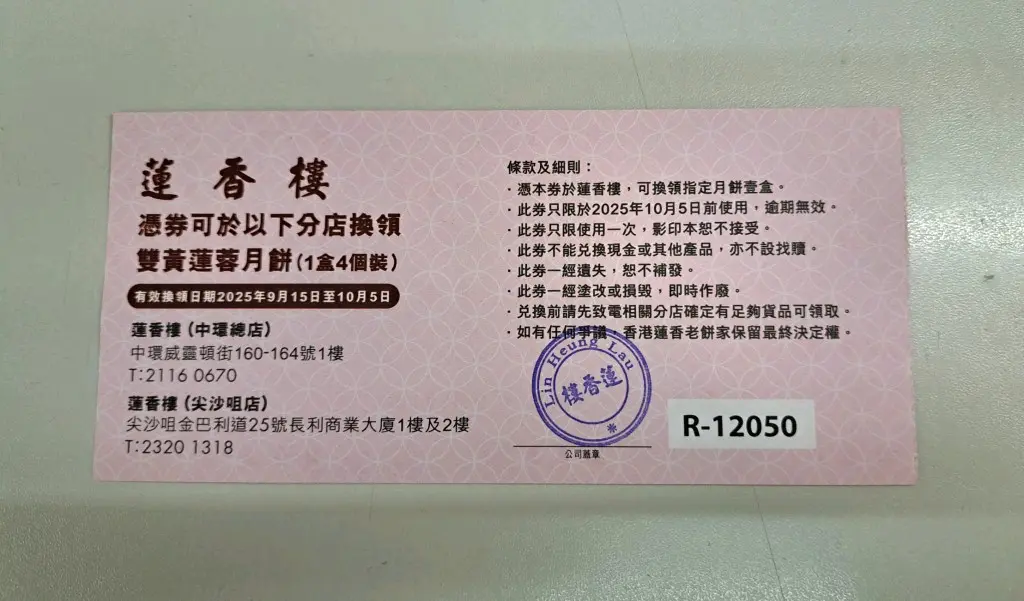 蓮香樓
憑券可於以下分店換領
雙黃蓮蓉月餅(1盒4個裝)
有效換領日期2025年9月15日至10月5日
蓮香樓(中環總店)
中環威靈頓街160-164號1樓
T:2116 0670
蓮香樓(尖沙咀店)
尖沙咀金巴利道25號長利商業大廈1樓及2樓
T:2320 1318
條款及細則：
·憑本券於蓮香樓，可換領指定月餅壹盒。
·此券只限於2025年10月5日前使用，逾期無效。
·此券只限使用一次，影印本恕不接受。
·此券不能兌換現金或其他產品，亦不設找贖。
·此券一經遺失，恕不補發。
·此券一經塗改或損毀，即時作廢。
·兌換前請先致電相關分店確定有足夠貨品可領取。
·如有任何爭議，香港蓮香老餅家保留最終決定權。
Lin Heung Lau
樓香蓮
公司蓋章
R-12050